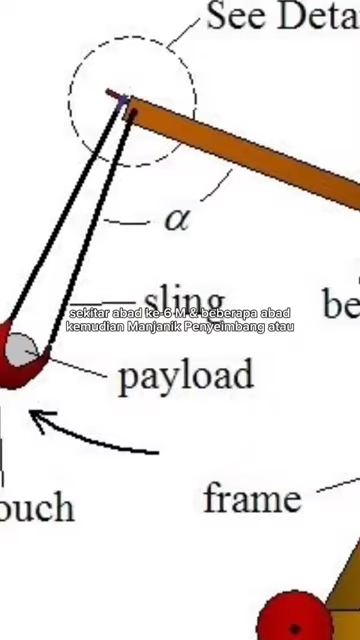 See Deta
α
sling
sekitar abad ke-6 M & beberapa abad
kemudian Manjanik Penyeimbang atau
be
payload
frame
ouch